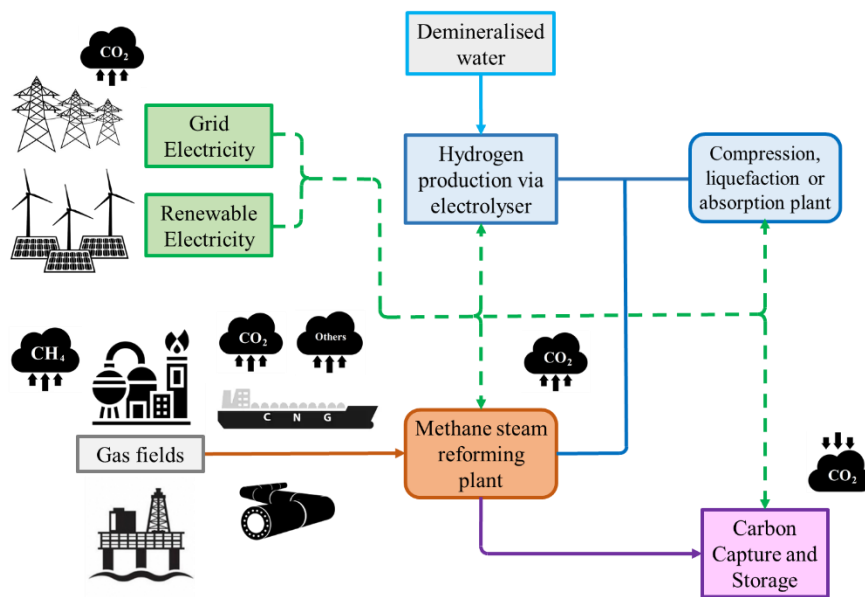 CO2
Demineralised
water
Grid
Electricity
Hydrogen
production via
electrolyser
Compression,
liquefaction or
absorption plant
Renewable
Electricity
CH4
CO2
Others
CO2
C N G
Gas fields
Methane steam
reforming
plant
CO2
Carbon
Capture and
Storage